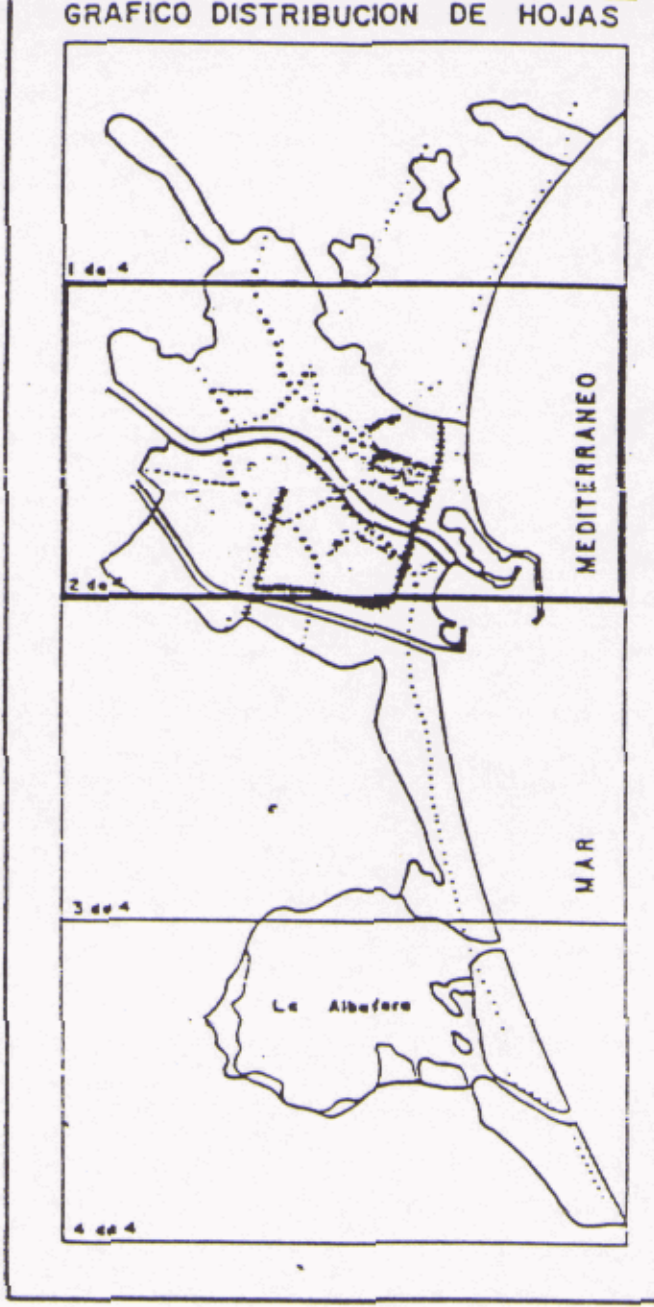 GRAFICO DISTRIBUCION DE HOJAS
1 de 4
MEDITERRANEO
2 de 4
MAR
3 de 4
La Albufera
4 de 4